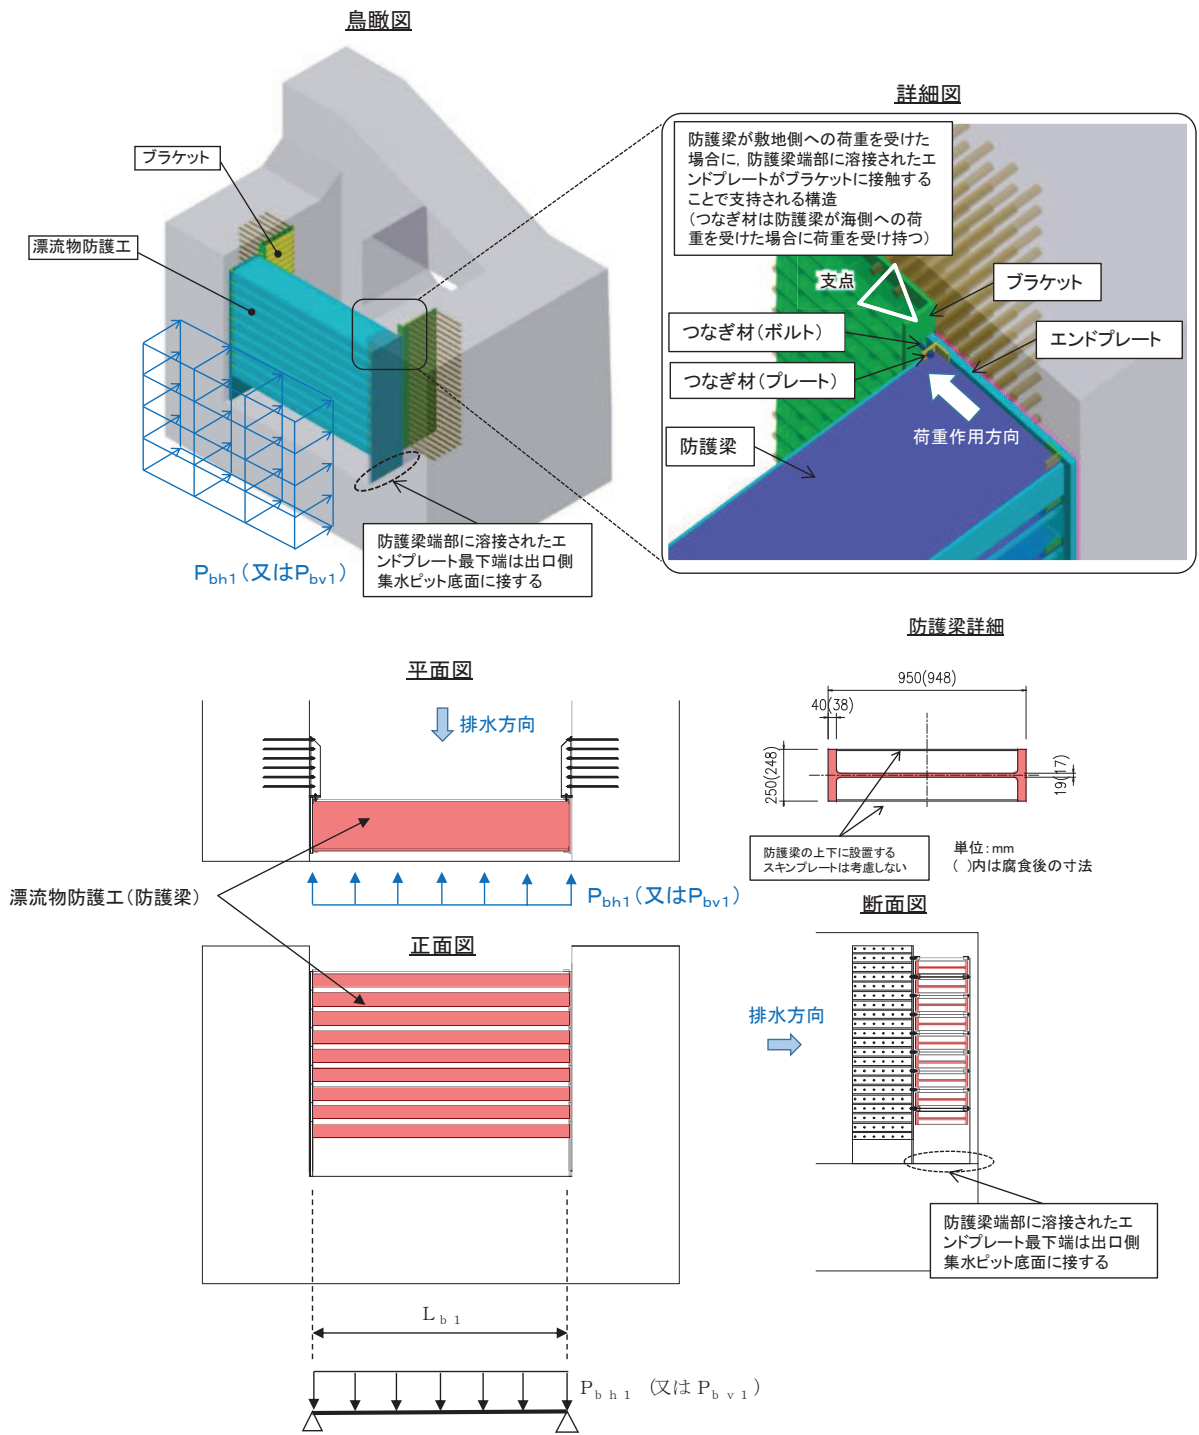 鳥瞰図
ブラケット
漂流物防護工
Pbh1(又はPbv1)
防護梁端部に溶接されたエ
ンドプレート最下端は出口側
集水ピット底面に接する
詳細図
防護梁が敷地側への荷重を受けた
場合に，防護梁端部に溶接されたエ
ンドプレートがブラケットに接触する
ことで支持される構造
(つなぎ材は防護梁が海側への荷
重を受けた場合に荷重を受け持つ)
支点
ブラケット
つなぎ材(ボルト)
エンドプレート
つなぎ材(プレート)
荷重作用方向
防護梁
防護梁詳細
950(948)
40(38)
250(248)
19(17)
防護梁の上下に設置する
スキンプレートは考慮しない
単位：mm
( )内は腐食後の寸法
平面図
排水方向
漂流物防護工(防護梁)
Pbh1(又はPbv1)
正面図
断面図
排水方向
防護梁端部に溶接されたエ
ンドプレート最下端は出口側
集水ピット底面に接する
Lb1
Pbh1 (又は Pbv1)